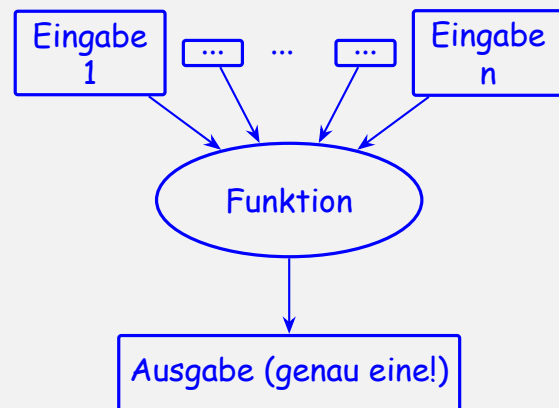 Eingabe
1
...
...
...
Eingabe
n
Funktion
Ausgabe (genau eine!)